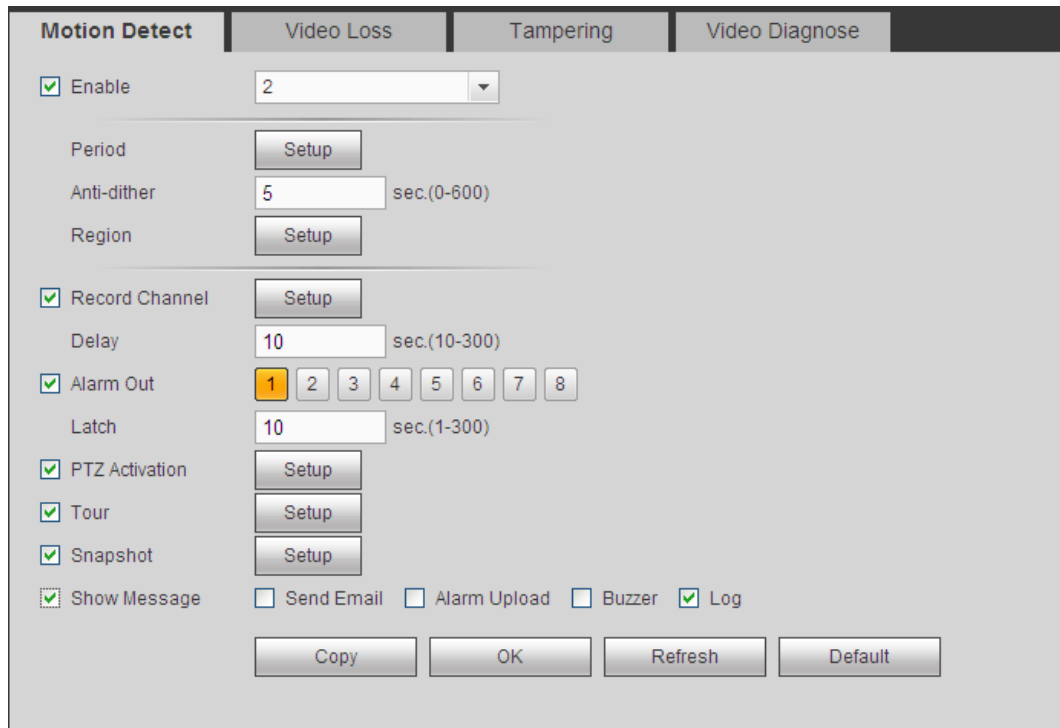 Motion Detect Video Loss Tampering Video Diagnose
Enable 2
Period Setup
Anti-dither 5 sec.(0-600)
Region Setup
Record Channel Setup
Delay 10 sec.(10-300)
Alarm Out 1 2 3 4 5 6 7 8
Latch 10 sec.(1-300)
PTZ Activation Setup
Tour Setup
Snapshot Setup
Show Message Send Email Alarm Upload Buzzer Log
Copy OK Refresh Default